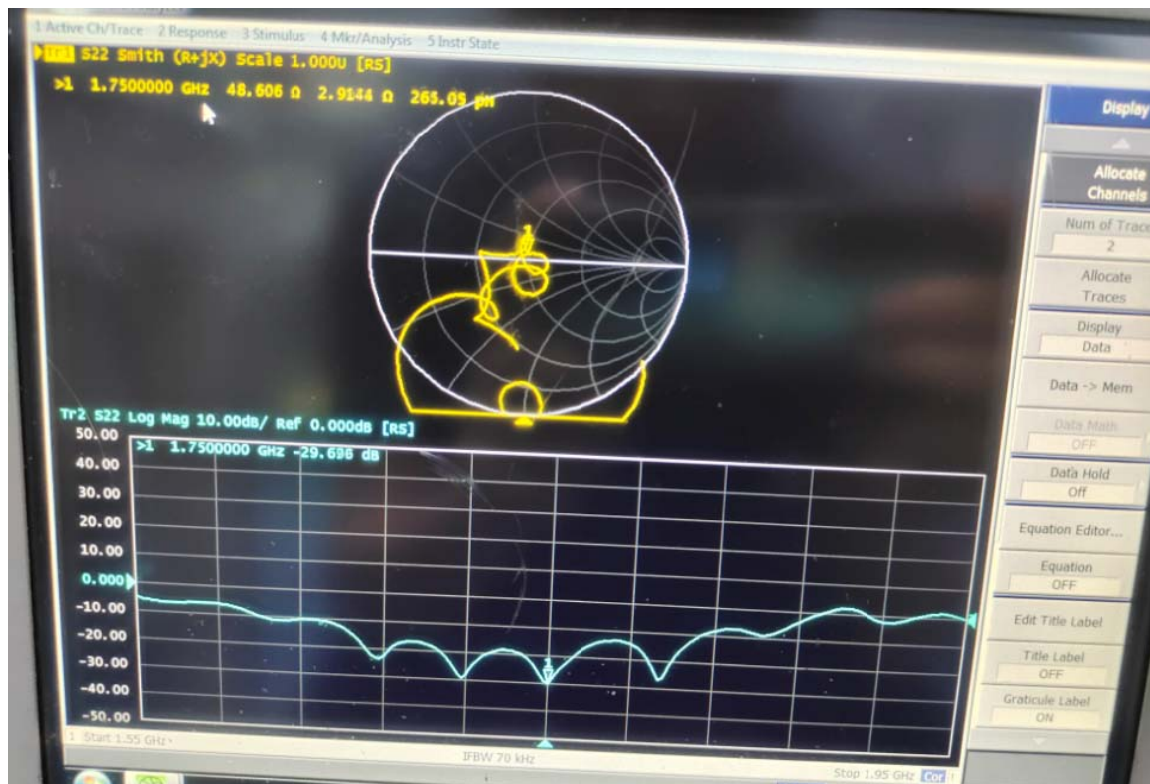 1 Active Ch/Trace 2 Response 3 Stimulus 4 Mkr/Analysis 5 Instr State
Tr1 S22 Smith (R+jX) Scale 1.000U [RS]
>1 1.7500000 GHz 48.606 Ω 2.9144 Ω 265.05 pH
1
Tr2 S22 Log Mag 10.00dB/ Ref 0.000dB [RS]
>1 1.7500000 GHz -29.696 dB
50.00
40.00
30.00
20.00
10.00
0.000
-10.00
-20.00
-30.00
-40.00
-50.00
1
1 Start 1.55 GHz
IFBW 70 kHz
Stop 1.95 GHz Cor
Display
Allocate
Channels
Num of Trace
2
Allocate
Traces
Display
Data
Data -> Mem
Data Math
OFF
Data Hold
Off
Equation Editor...
Equation
OFF
Edit Title Label
Title Label
OFF
Graticule Label
ON